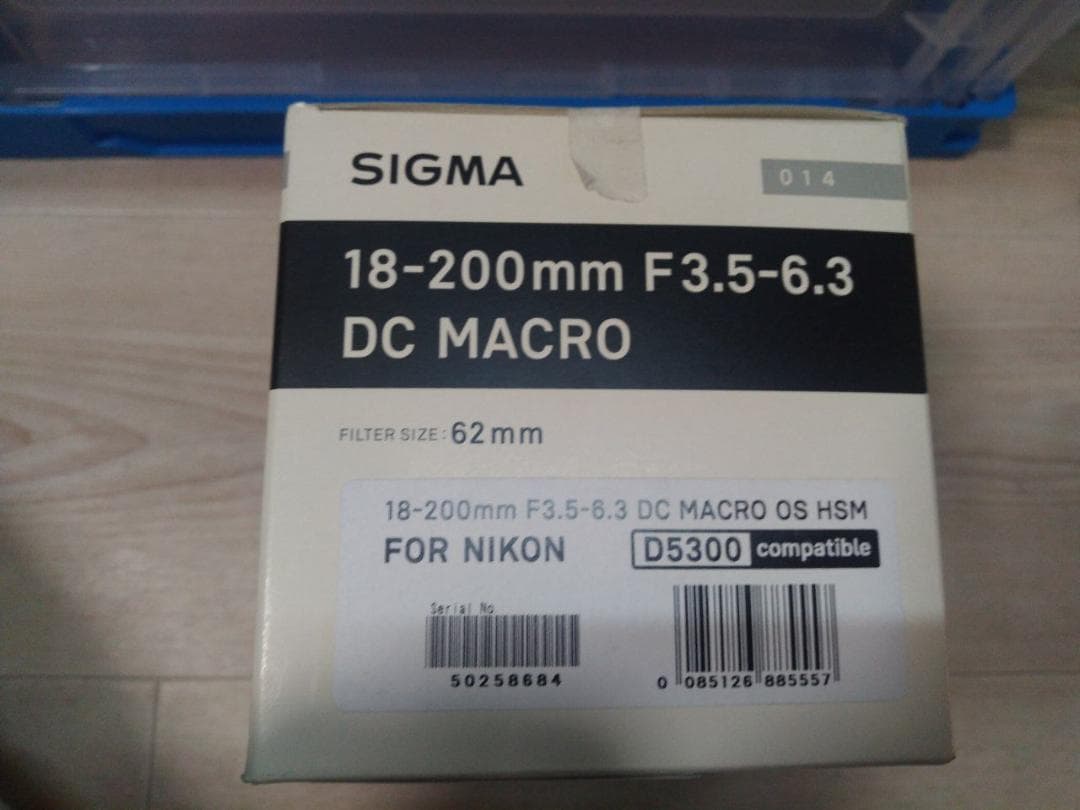 SIGMA
014
18-200mm F3.5-6.3
DC MACRO
FILTER SIZE: 62mm
18-200mm F3.5-6.3 DC MACRO OS HSM
FOR NIKON D5300 compatible
Serial No
50258684
0 085126 885557